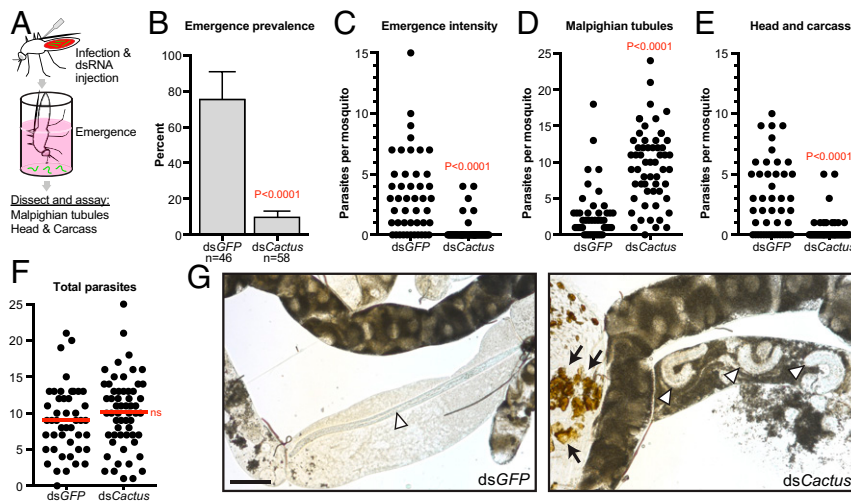 A
Infection &
dsRNA
injection
Emergence
Dissect and assay:
Malpighian tubules
Head & Carcass
B
Emergence prevalence
Percent
100
80
60
40
20
0
P<0.0001
dsGFP
n=46
dsCactus
n=58
C
Emergence intensity
Parasites per mosquito
15
10
5
0
P<0.0001
dsGFP
dsCactus
D
Malpighian tubules
P<0.0001
Parasites per mosquito
25
20
15
10
5
0
dsGFP
dsCactus
E
Head and carcass
Parasites per mosquito
15
10
5
0
P<0.0001
dsGFP
dsCactus
F
Total parasites
25
20
15
10
5
0
ns
dsGFP
dsCactus
G
dsGFP
dsCactus